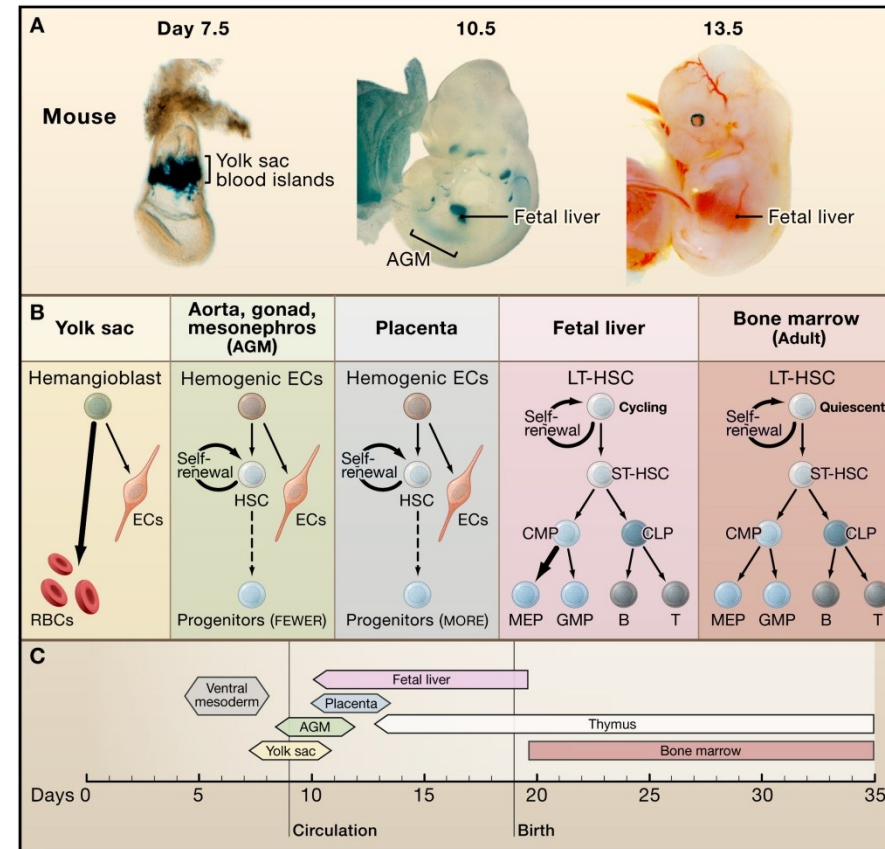 A
Day 7.5
10.5
13.5
Mouse
Yolk sac
blood islands
Fetal liver
AGM
Fetal liver
B
Yolk sac
Aorta, gonad,
mesonephros
(AGM)
Placenta
Fetal liver
Bone marrow
(Adult)
Hemangioblast
ECs
RBCs
Hemogenic ECs
Self-
renewal
HSC
ECs
Progenitors (FEWER)
Hemogenic ECs
Self-
renewal
HSC
ECs
Progenitors (MORE)
LT-HSC
Cycling
Self-
renewal
ST-HSC
CMP
CLP
MEP
GMP
B
T
LT-HSC
Quiescent
Self-
renewal
ST-HSC
CMP
CLP
MEP
GMP
B
T
C
Ventral
mesoderm
Fetal liver
Placenta
AGM
Thymus
Yolk sac
Bone marrow
Days 0 5 10 15 20 25 30 35
Circulation
Birth